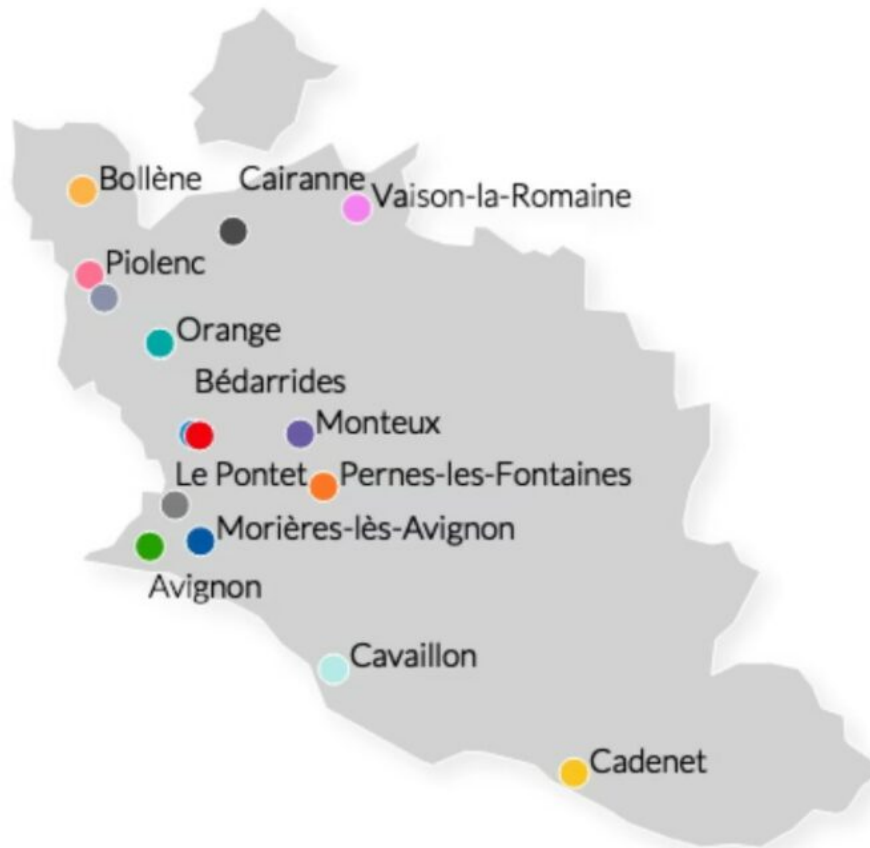 Bollène
Cairanne
Vaison-la-Romaine
Piolenc
Orange
Bédarrides
Monteux
Le Pontet
Pernes-les-Fontaines
Morières-lès-Avignon
Avignon
Cavaillon
Cadenet